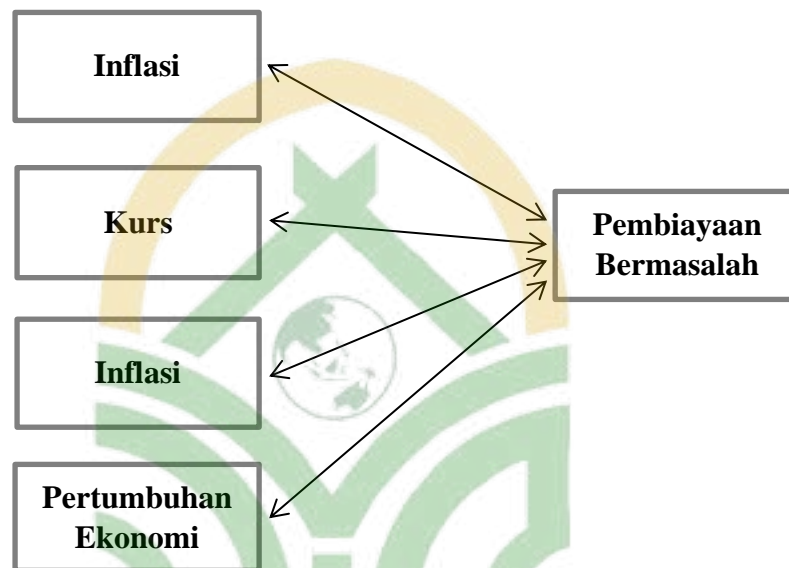 Inflasi
Kurs
Pembiayaan
Bermasalah
Inflasi
Pertumbuhan
Ekonomi